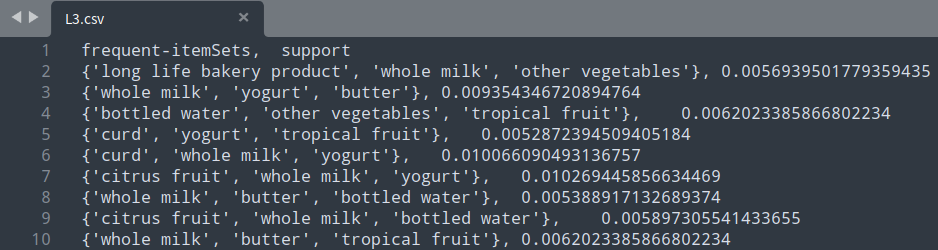 L3.csv
1 frequent-itemSets, support
2 {'long life bakery product', 'whole milk', 'other vegetables'}, 0.0056939501779359435
3 {'whole milk', 'yogurt', 'butter'}, 0.009354346720894764
4 {'bottled water', 'other vegetables', 'tropical fruit'}, 0.0062023385866802234
5 {'curd', 'yogurt', 'tropical fruit'}, 0.0052872394509405184
6 {'curd', 'whole milk', 'yogurt'}, 0.010066090493136757
7 {'citrus fruit', 'whole milk', 'yogurt'}, 0.010269445856634469
8 {'whole milk', 'butter', 'bottled water'}, 0.005388917132689374
9 {'citrus fruit', 'whole milk', 'bottled water'}, 0.005897305541433655
10 {'whole milk', 'butter', 'tropical fruit'}, 0.0062023385866802234